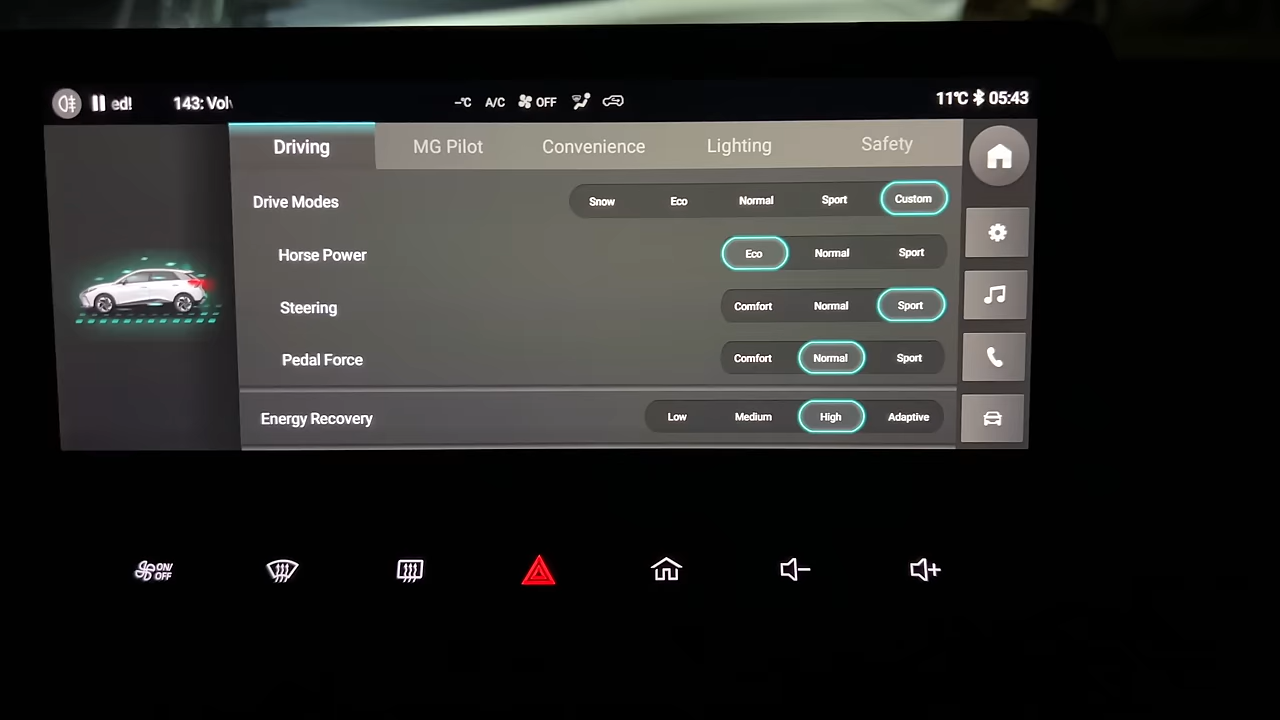 ed! 143: Vol -°C A/C OFF 11°C 05:43
Driving MG Pilot Convenience Lighting Safety
Drive Modes Snow Eco Normal Sport Custom
Horse Power Eco Normal Sport
Steering Comfort Normal Sport
Pedal Force Comfort Normal Sport
Energy Recovery Low Medium High Adaptive
ON/
OFF